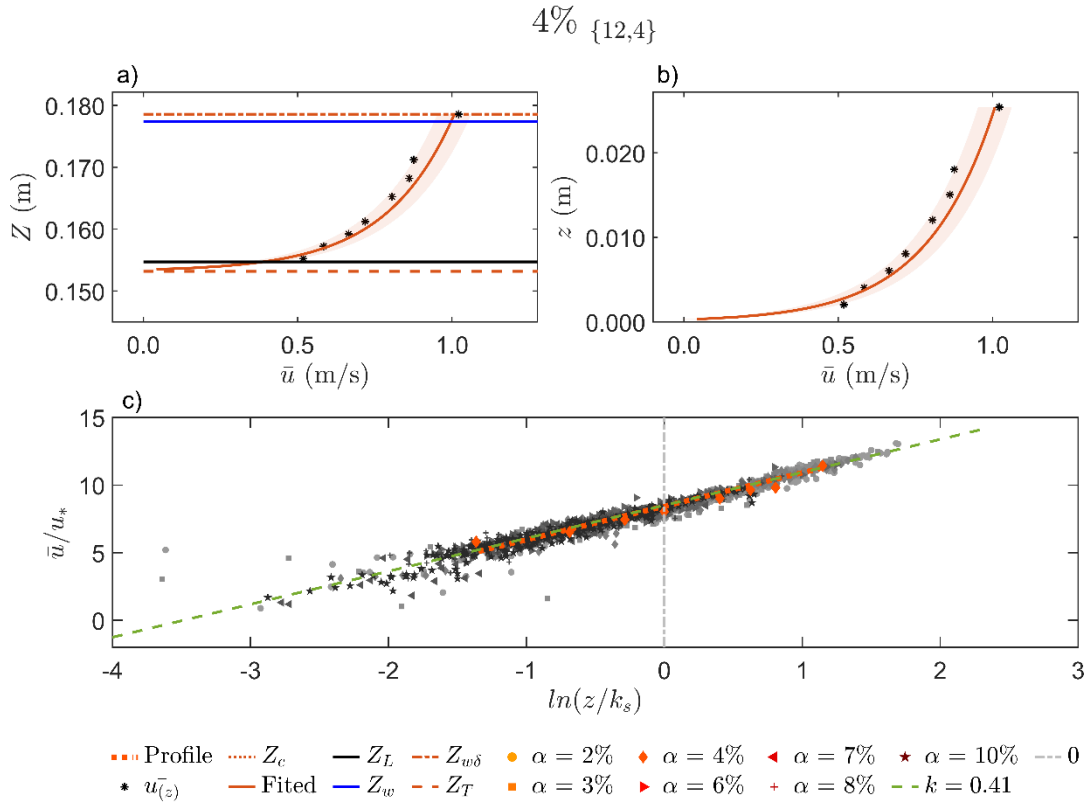 4% {12,4}
a)
b)
0.180
0.170
0.160
0.150
Z (m)
0.0 0.5 1.0
ū (m/s)
0.020
0.010
0.000
z (m)
0.0 0.5 1.0
ū (m/s)
c)
15
10
5
0
ū/u*
-4 -3 -2 -1 0 1 2 3
ln(z/ks)
Profile Zc ZL Zwδ α = 2% α = 4% α = 7% α = 10% 0
ū(z) Fited Zw ZT α = 3% α = 6% α = 8% k = 0.41